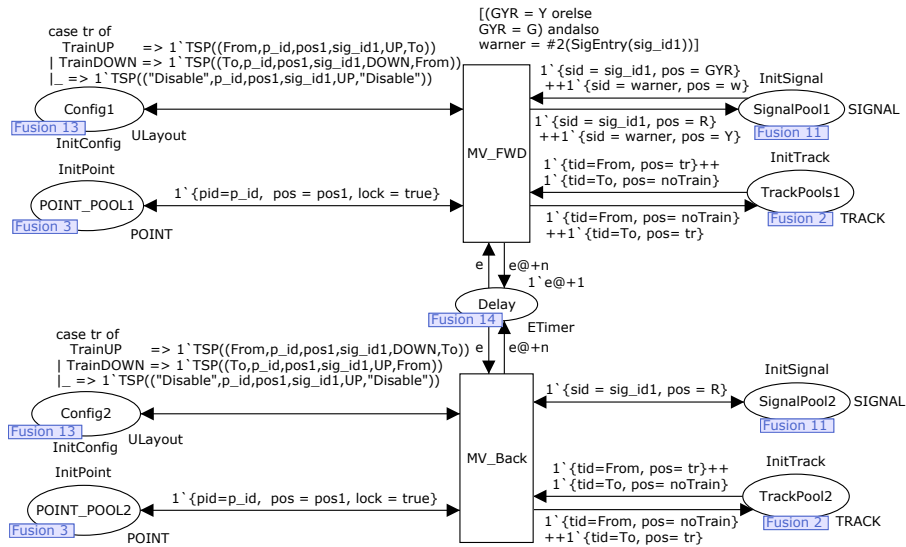 [(GYR = Y orelse
GYR = G) andalso
warner = #2(SigEntry(sig_id1))]
case tr of
TrainUP => 1`TSP((From,p_id,pos1,sig_id1,UP,To))
| TrainDOWN => 1`TSP((To,p_id,pos1,sig_id1,DOWN,From))
|_ => 1`TSP(("Disable",p_id,pos1,sig_id1,UP,"Disable"))
Config1
Fusion 13
InitConfig
ULayout
MV_FWD
1`{sid = sig_id1, pos = GYR}
++1`{sid = warner, pos = w}
InitSignal
SignalPool1
SIGNAL
Fusion 11
1`{sid = sig_id1, pos = R}
++1`{sid = warner, pos = Y}
InitPoint
POINT_POOL1
Fusion 3
POINT
1`{pid=p_id, pos = pos1, lock = true}
1`{tid=From, pos= tr}++
1`{tid=To, pos= noTrain}
InitTrack
TrackPools1
Fusion 2
TRACK
1`{tid=From, pos= noTrain}
++1`{tid=To, pos= tr}
e
e@+n
1`e@+1
Delay
Fusion 14
ETimer
e
e@+n
case tr of
TrainUP => 1`TSP((From,p_id,pos1,sig_id1,DOWN,To))
| TrainDOWN => 1`TSP((To,p_id,pos1,sig_id1,UP,From))
|_ => 1`TSP(("Disable",p_id,pos1,sig_id1,UP,"Disable"))
Config2
Fusion 13
InitConfig
ULayout
MV_Back
1`{sid = sig_id1, pos = R}
InitSignal
SignalPool2
SIGNAL
Fusion 11
InitPoint
POINT_POOL2
Fusion 3
POINT
1`{pid=p_id, pos = pos1, lock = true}
1`{tid=From, pos= tr}++
1`{tid=To, pos= noTrain}
InitTrack
TrackPool2
Fusion 2
TRACK
1`{tid=From, pos= noTrain}
++1`{tid=To, pos= tr}